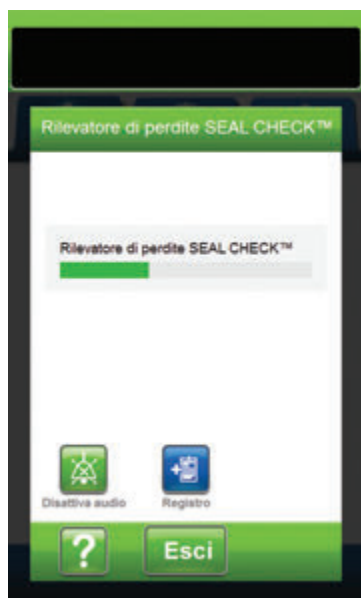 Rilevatore di perdite SEAL CHECK™
Rilevatore di perdite SEAL CHECK™
Disattiva audio
Registro
? Esci